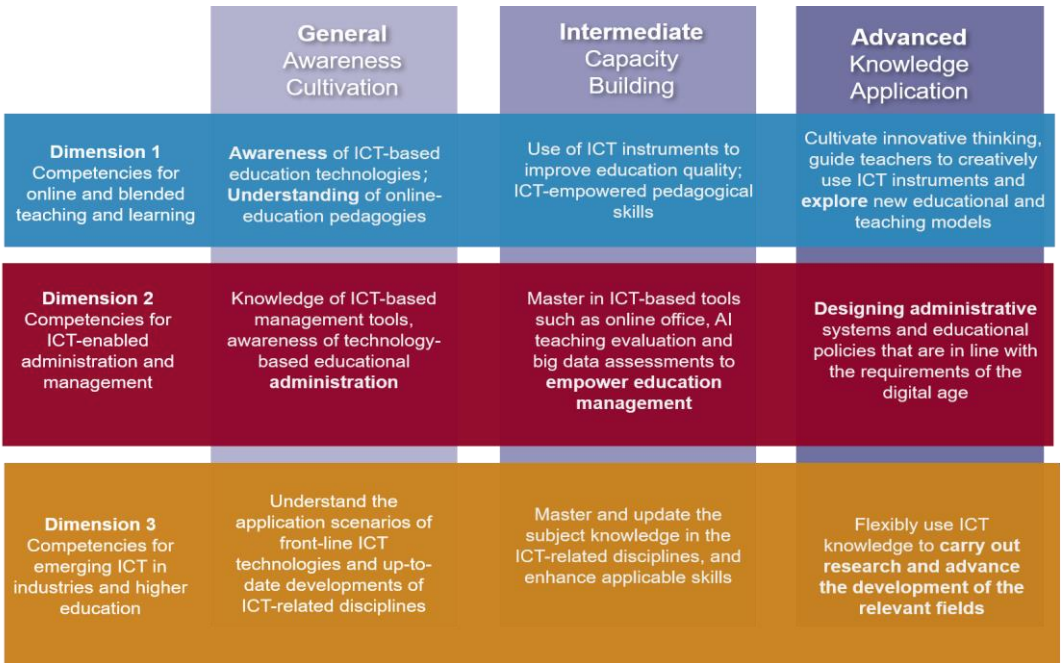 General
Awareness
Cultivation
Intermediate
Capacity
Building
Advanced
Knowledge
Application
Dimension 1
Competencies for
online and blended
teaching and learning
Awareness of ICT-based
education technologies;
Understanding of online-
education pedagogies
Use of ICT instruments to
improve education quality;
ICT-empowered pedagogical
skills
Cultivate innovative thinking,
guide teachers to creatively
use ICT instruments and
explore new educational and
teaching models
Dimension 2
Competencies for
ICT-enabled
administration and
management
Knowledge of ICT-based
management tools,
awareness of technology-
based educational
administration
Master in ICT-based tools
such as online office, AI
teaching evaluation and
big data assessments to
empower education
management
Designing administrative
systems and educational
policies that are in line with
the requirements of the
digital age
Dimension 3
Competencies for
emerging ICT in
industries and higher
education
Understand the
application scenarios of
front-line ICT
technologies and up-to-
date developments of
ICT-related disciplines
Master and update the
subject knowledge in the
ICT-related disciplines, and
enhance applicable skills
Flexibly use ICT
knowledge to carry out
research and advance
the development of the
relevant fields